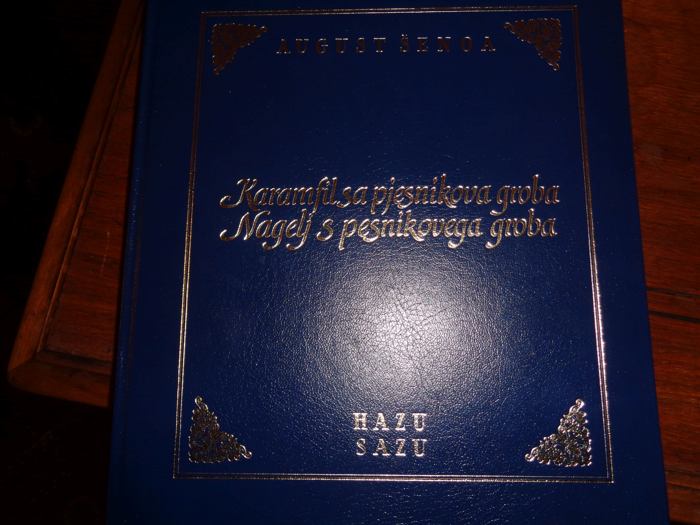 AUGUST ŠENOA
Karamfil sa pjesnikova groba
Nagelj s pesnikovega groba
HAZU
SAZU